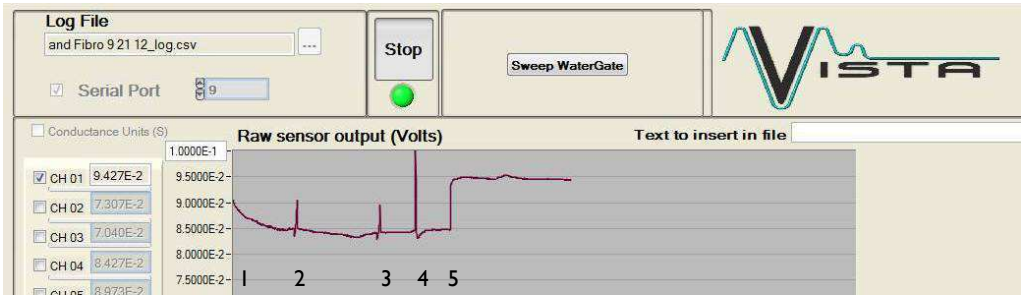 Log File
and Fibro 9 21 12_log.csv
...
Serial Port
9
Stop
Sweep WaterGate
VISTA
Conductance Units (S)
Raw sensor output (Volts)
Text to insert in file
1.0000E-1
CH 01
9.427E-2
9.5000E-2
CH 02
7.307E-2
9.0000E-2
CH 03
7.040E-2
8.5000E-2
CH 04
8.427E-2
8.0000E-2
CH 05
8.973E-2
7.5000E-2
1 2 3 4 5